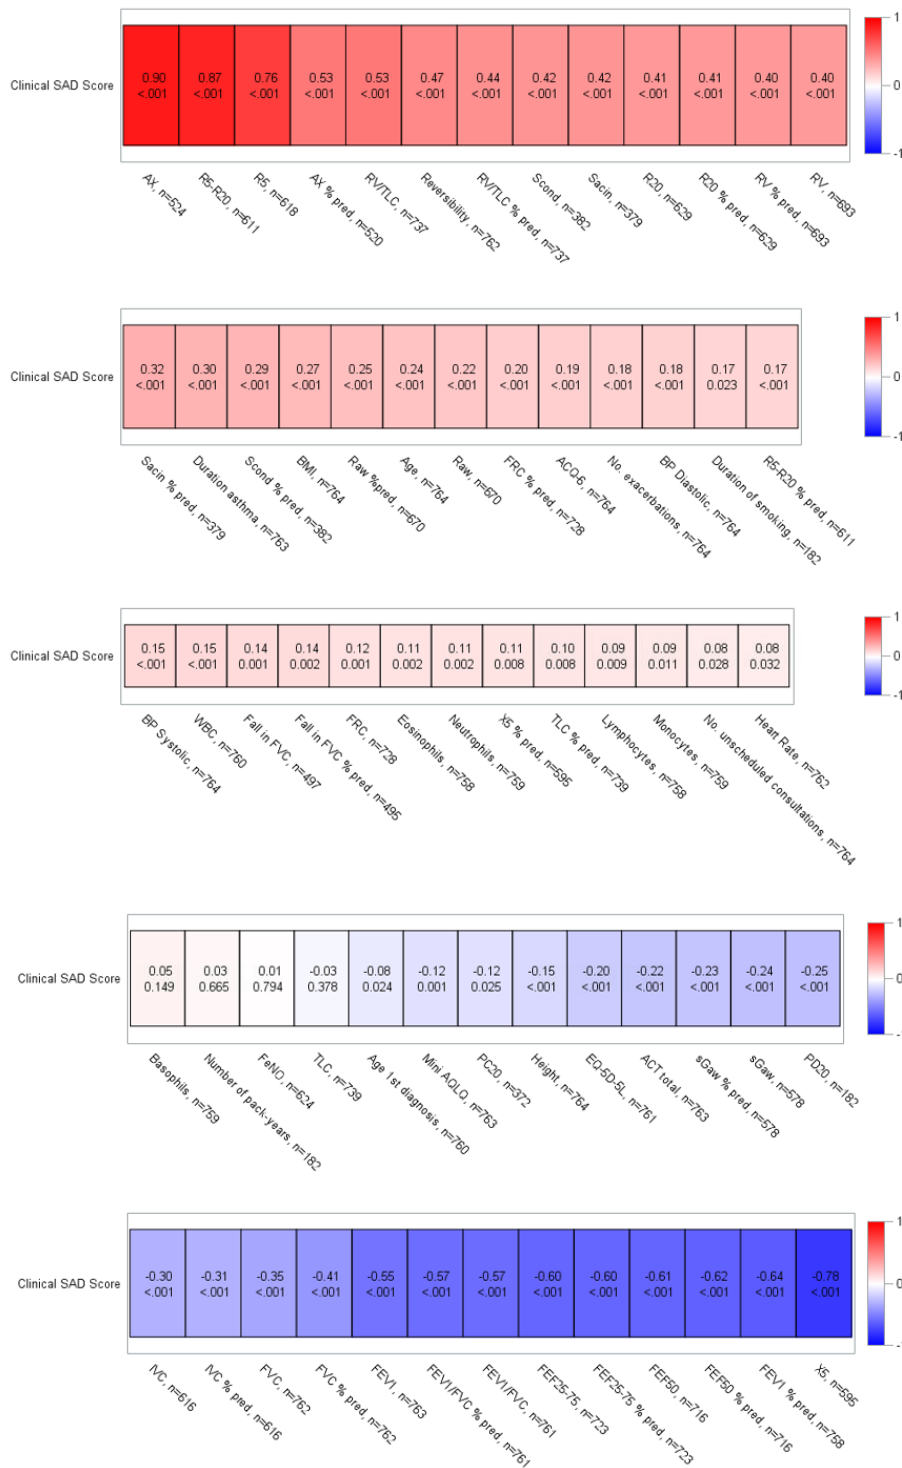 1
0.90 0.87 0.76 0.53 0.53 0.47 0.44 0.42 0.42 0.41 0.41 0.40 0.40
Clinical SAD Score
0
<.001 <.001 <.001 <.001 <.001 <.001 <.001 <.001 <.001 <.001 <.001 <.001 <.001
-1
AX, n=524
R5-R20, n=611
R5, n=618
AX % pred, n=520
RV/TLC, n=737
Reversibility, n=762
RV/TLC % pred, n=737
Scond, n=382
Sacin, n=379
R20, n=629
R20 % pred, n=629
RV % pred, n=693
RV, n=693
1
0.32 0.30 0.29 0.27 0.25 0.24 0.22 0.20 0.19 0.18 0.18 0.17 0.17
Clinical SAD Score
0
<.001 <.001 <.001 <.001 <.001 <.001 <.001 <.001 <.001 <.001 <.001 0.023 <.001
-1
Sacin % pred, n=379
Duration asthma, n=763
Scond % pred, n=382
BMI, n=764
Raw %pred, n=670
Age, n=764
Raw, n=670
FRC % pred, n=728
ACQ-6, n=764
No. exacerbations, n=764
BP Diastolic, n=764
Duration of smoking, n=182
R5-R20 % pred, n=611
1
0.15 0.15 0.14 0.14 0.12 0.11 0.11 0.11 0.10 0.09 0.09 0.08 0.08
Clinical SAD Score
0
<.001 <.001 0.001 0.002 0.001 0.002 0.002 0.008 0.008 0.009 0.011 0.028 0.032
-1
BP Systolic, n=764
WBC, n=760
Fall in FVC, n=497
Fall in FVC % pred, n=495
FRC, n=728
Eosinophils, n=758
Neutrophils, n=759
X5 % pred, n=595
TLC % pred, n=739
Lymphocytes, n=758
Monocytes, n=759
No. unscheduled consultations, n=764
Heart Rate, n=762
1
0.05 0.03 0.01 -0.03 -0.08 -0.12 -0.12 -0.15 -0.20 -0.22 -0.23 -0.24 -0.25
Clinical SAD Score
0
0.149 0.665 0.794 0.378 0.024 0.001 0.025 <.001 <.001 <.001 <.001 <.001 <.001
-1
Basophils, n=759
Number of pack-years, n=182
FeNO, n=624
TLC, n=739
Age 1st diagnosis, n=760
Mini AQLQ, n=763
PC20, n=372
Height, n=764
EQ-5D-5L, n=761
ACT total, n=763
sGaw % pred, n=578
sGaw, n=578
PD20, n=182
1
-0.30 -0.31 -0.35 -0.41 -0.55 -0.57 -0.57 -0.60 -0.60 -0.61 -0.62 -0.64 -0.78
Clinical SAD Score
0
<.001 <.001 <.001 <.001 <.001 <.001 <.001 <.001 <.001 <.001 <.001 <.001 <.001
-1
IVC, n=616
IVC % pred, n=616
FVC, n=762
FVC % pred, n=762
FEV1, n=763
FEV1/FVC % pred, n=761
FEV1/FVC, n=761
FEF25-75, n=723
FEF25-75 % pred, n=723
FEF50, n=716
FEF50 % pred, n=716
FEV1 % pred, n=758
X5, n=595